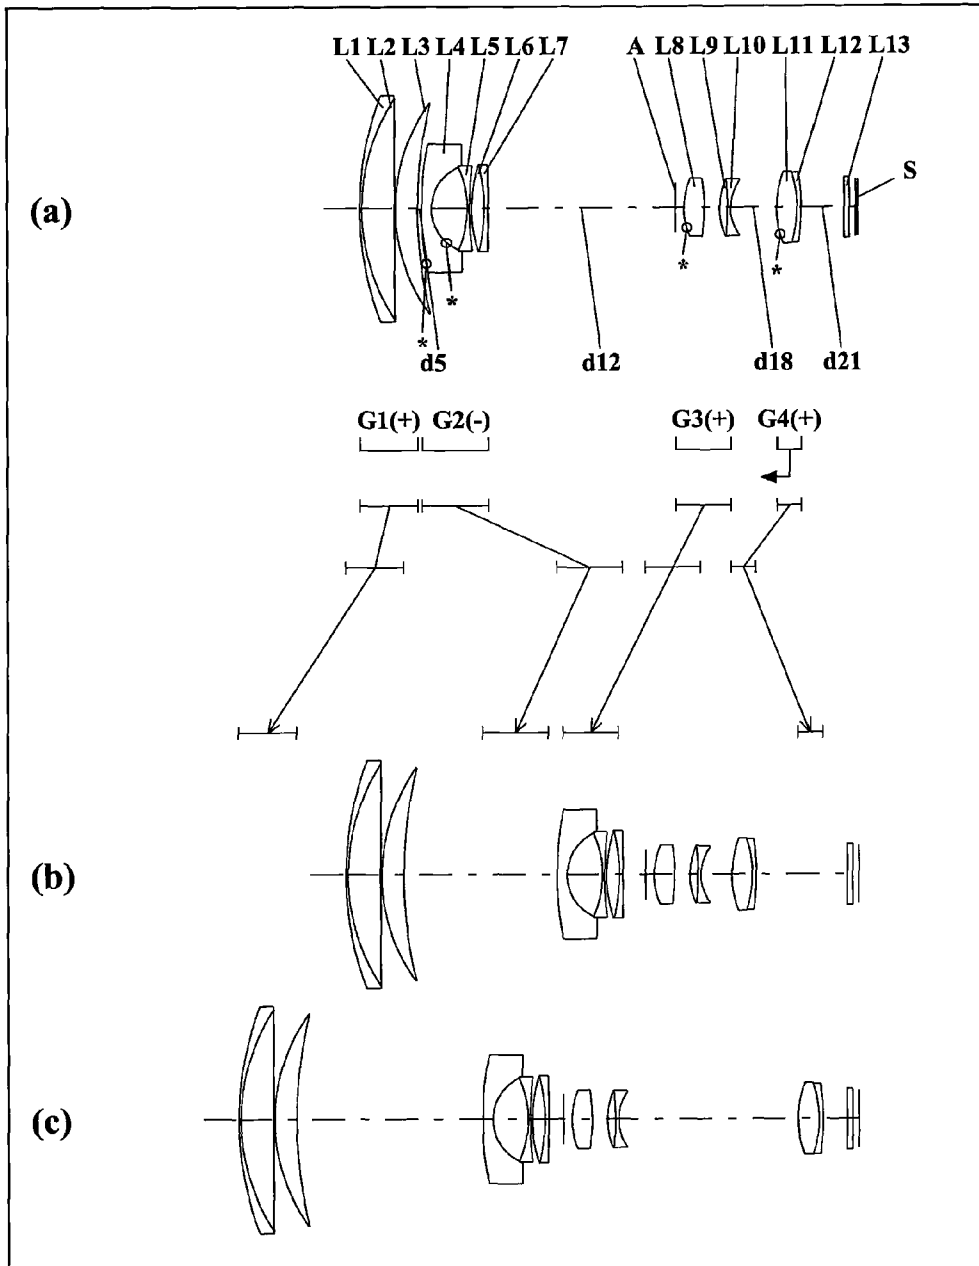 L1 L2 L3 L4 L5 L6 L7 A L8 L9 L10 L11 L12 L13
S
(a)
* * * *
d5 d12 d18 d21
G1(+) G2(-) G3(+) G4(+)
(b)
(c)